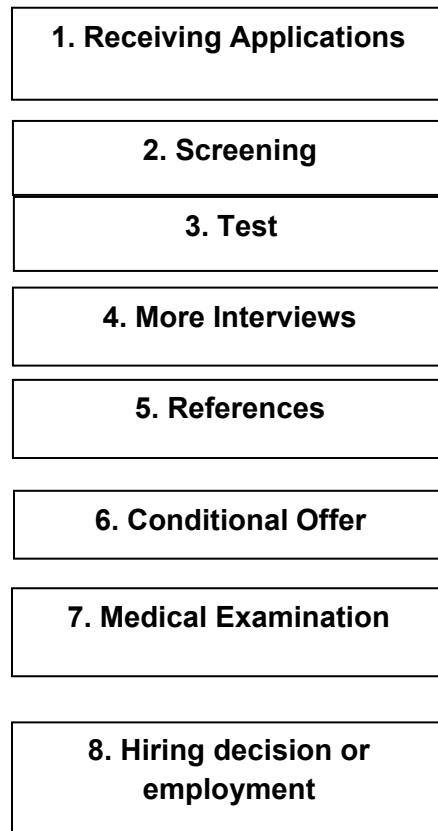 1. Receiving Applications
2. Screening
3. Test
4. More Interviews
5. References
6. Conditional Offer
7. Medical Examination
8. Hiring decision or
employment